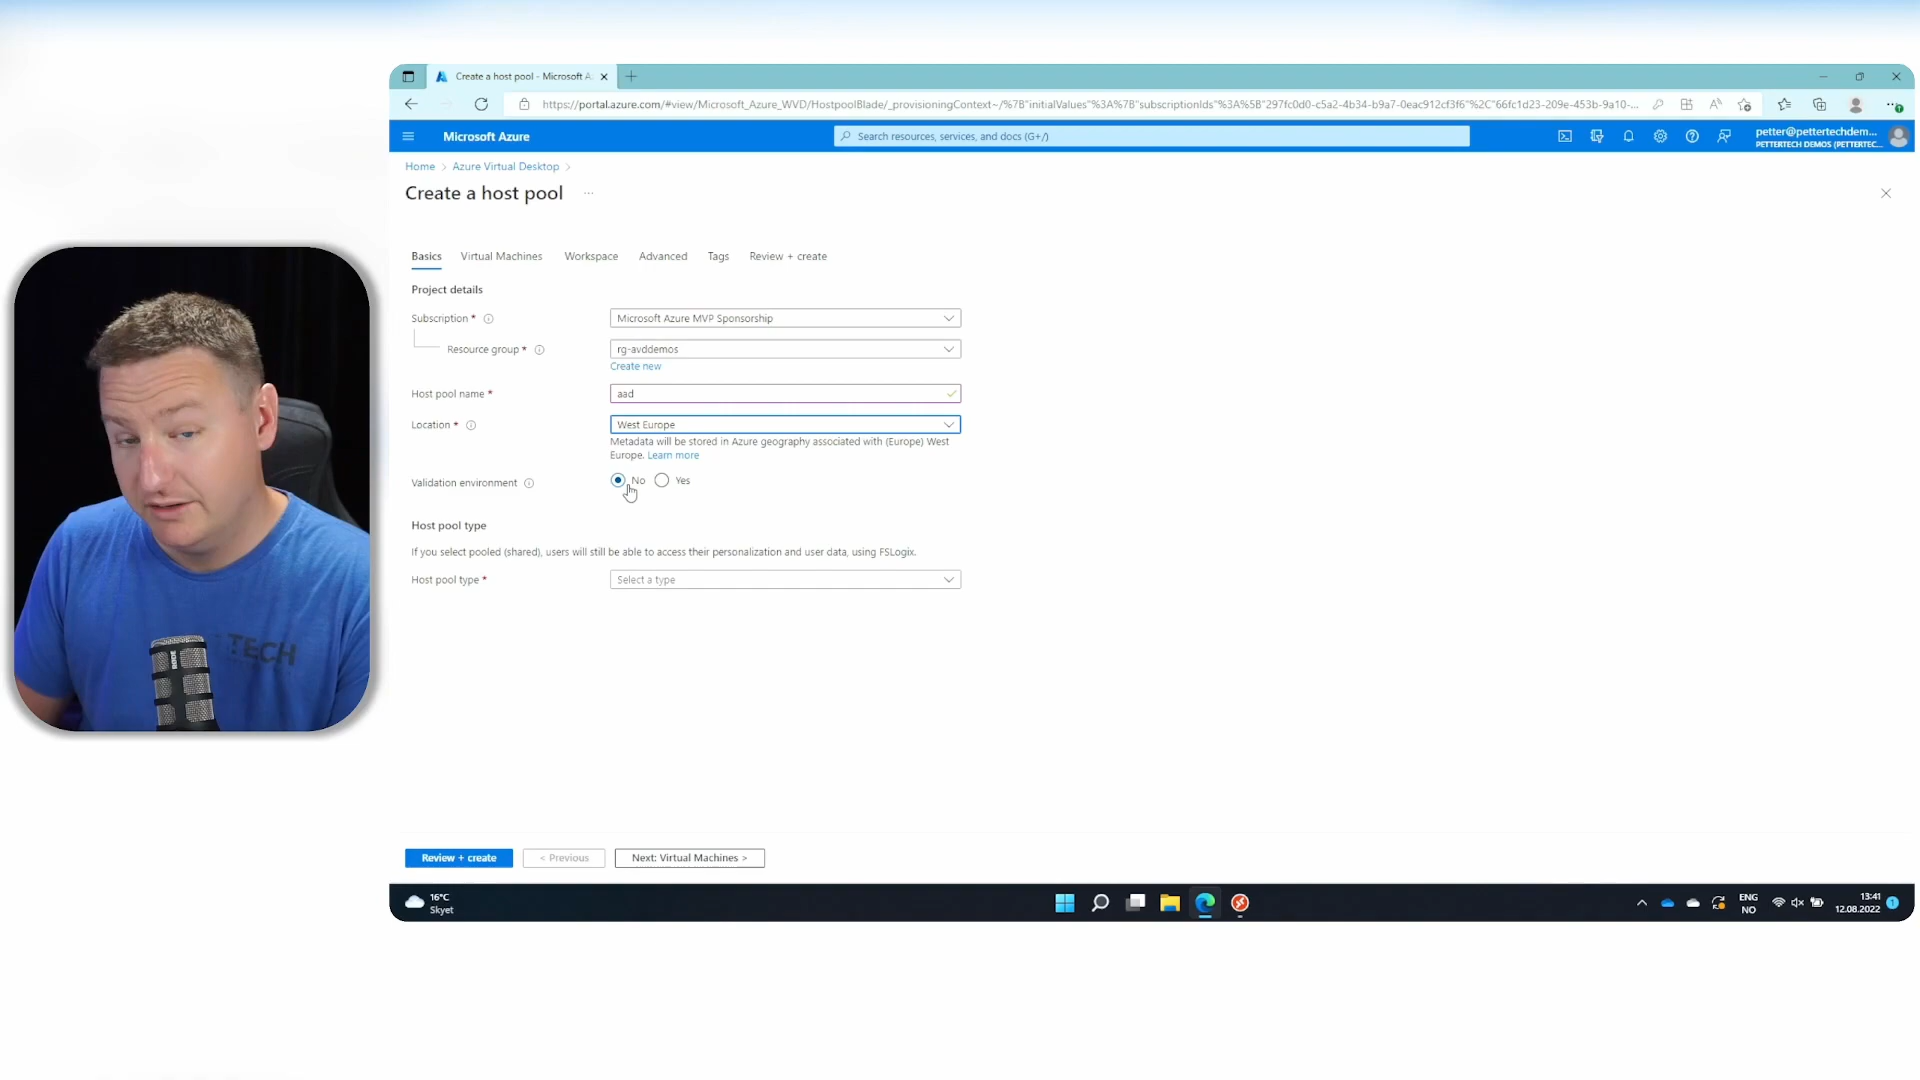 Create a host pool - Microsoft A
https://portal.azure.com/#view/Microsoft_Azure_WVD/HostpoolBlade/_provisioningContext~/%7B"initialValues"%3A%7B"subscriptionIds"%3A%5B"297fc0d0-c5a2-4b34-b9a7-0eac912cf3f6"%2C"66fc1d23-209e-453b-9a10-...
Microsoft Azure
Search resources, services, and docs (G+/)
petter@pettertechdem...
PETTERTECH DEMOS (PETTERTEC...
Home > Azure Virtual Desktop >
Create a host pool ...
Basics Virtual Machines Workspace Advanced Tags Review + create
Project details
Subscription * Microsoft Azure MVP Sponsorship
Resource group * rg-avddemos
Create new
Host pool name * aad
Location * West Europe
Metadata will be stored in Azure geography associated with (Europe) West
Europe. Learn more
Validation environment No Yes
Host pool type
If you select pooled (shared), users will still be able to access their personalization and user data, using FSLogix.
Host pool type * Select a type
TECH
RODE
Review + create < Previous Next: Virtual Machines >
16°C
Skyet
ENG
NO
13:41
12.08.2022
1